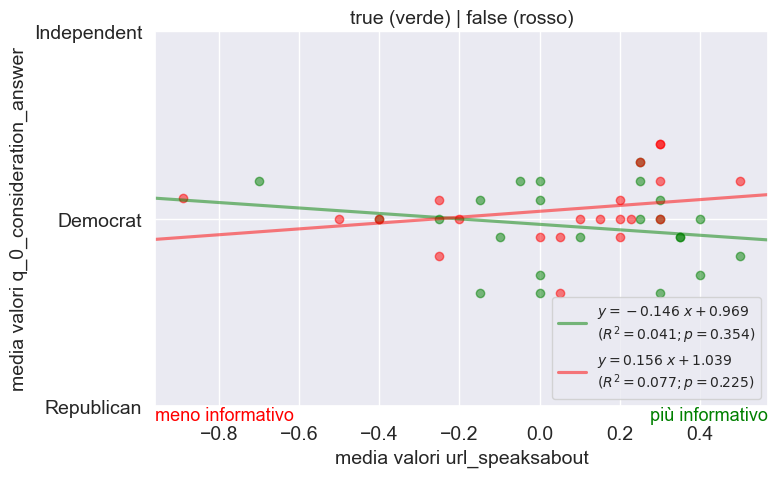 true (verde) | false (rosso)
media valori q_0_consideration_answer
Independent
Democrat
Republican
y = −0.146 x + 0.969
(R² = 0.041; p = 0.354)
y = 0.156 x + 1.039
(R² = 0.077; p = 0.225)
meno informativo
più informativo
−0.8 −0.6 −0.4 −0.2 0.0 0.2 0.4
media valori url_speaksabout